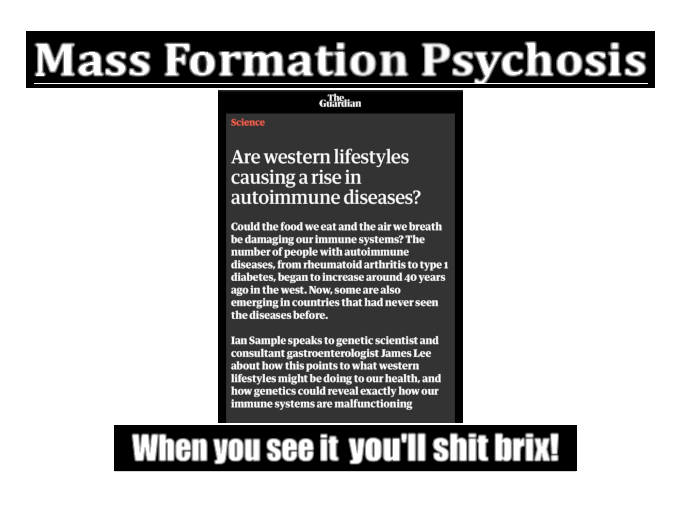 Mass Formation Psychosis
The
Guardian
Science
Are western lifestyles
causing a rise in
autoimmune diseases?
Could the food we eat and the air we breath
be damaging our immune systems? The
number of people with autoimmune
diseases, from rheumatoid arthritis to type 1
diabetes, began to increase around 40 years
ago in the west. Now, some are also
emerging in countries that had never seen
the diseases before.
Ian Sample speaks to genetic scientist and
consultant gastroenterologist James Lee
about how this points to what western
lifestyles might be doing to our health, and
how genetics could reveal exactly how our
immune systems are malfunctioning
When you see it you'll shit brix!